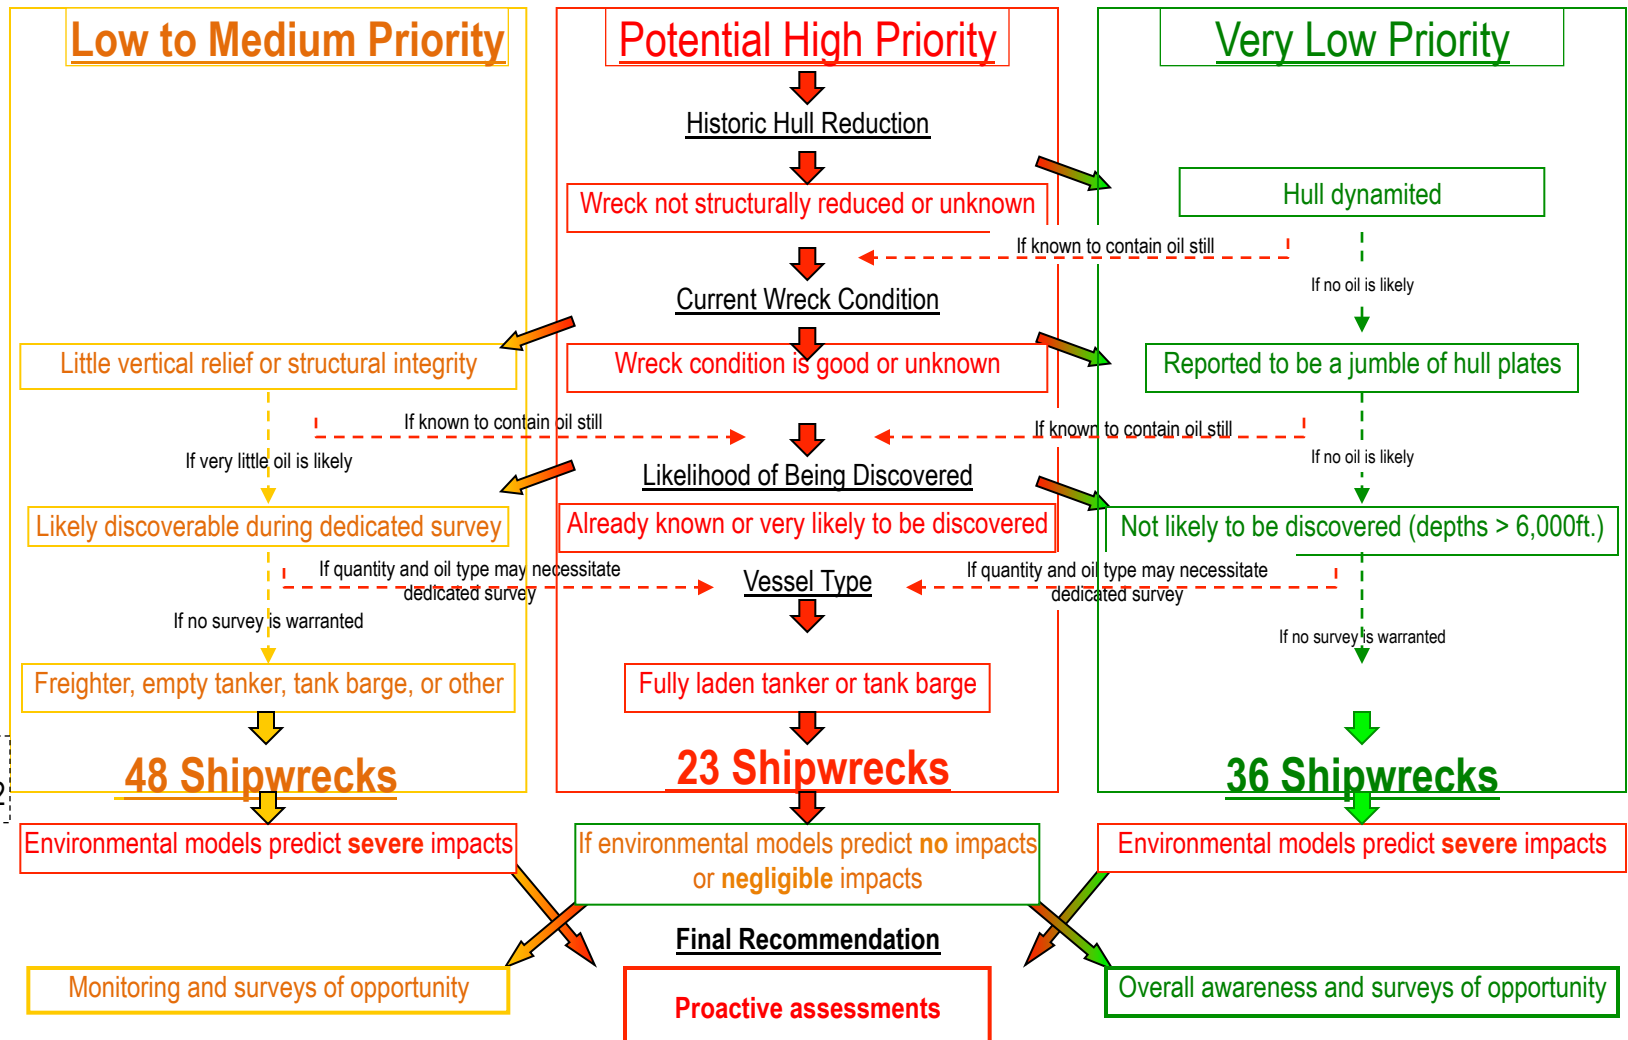 Low to Medium Priority
Potential High Priority
Very Low Priority
Historic Hull Reduction
Wreck not structurally reduced or unknown
Hull dynamited
If known to contain oil still
If no oil is likely
Current Wreck Condition
Little vertical relief or structural integrity
Wreck condition is good or unknown
Reported to be a jumble of hull plates
If known to contain oil still
If known to contain oil still
If very little oil is likely
If no oil is likely
Likelihood of Being Discovered
Likely discoverable during dedicated survey
Already known or very likely to be discovered
Not likely to be discovered (depths > 6,000ft.)
If quantity and oil type may necessitate
dedicated survey
Vessel Type
If quantity and oil type may necessitate
dedicated survey
If no survey is warranted
If no survey is warranted
Freighter, empty tanker, tank barge, or other
Fully laden tanker or tank barge
48 Shipwrecks
23 Shipwrecks
36 Shipwrecks
Environmental models predict severe impacts
If environmental models predict no impacts
or negligible impacts
Environmental models predict severe impacts
Final Recommendation
Monitoring and surveys of opportunity
Proactive assessments
Overall awareness and surveys of opportunity